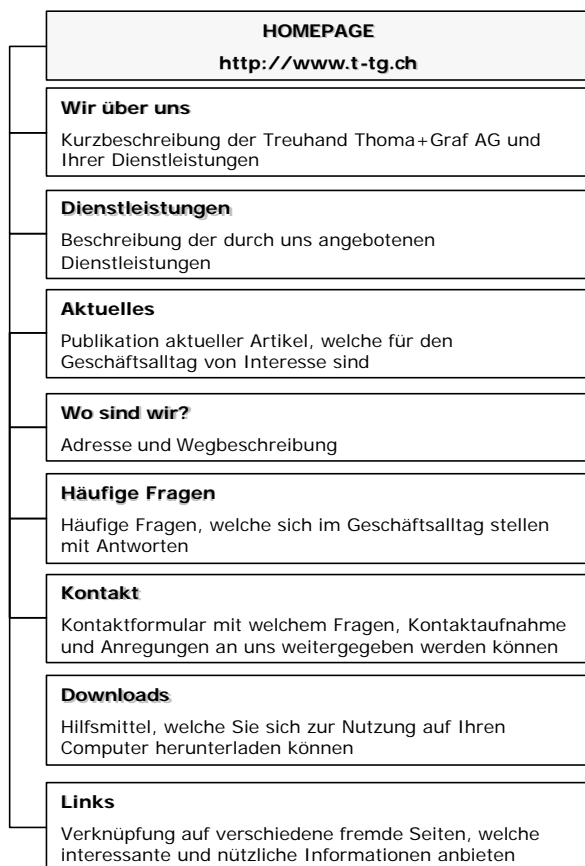 HOMEPAGE
http://www.t-tg.ch
Wir über uns
Kurzbeschreibung der Treuhand Thoma+Graf AG und
Ihrer Dienstleistungen
Dienstleistungen
Beschreibung der durch uns angebotenen
Dienstleistungen
Aktuelles
Publikation aktueller Artikel, welche für den
Geschäftsalltag von Interesse sind
Wo sind wir?
Adresse und Wegbeschreibung
Häufige Fragen
Häufige Fragen, welche sich im Geschäftsalltag stellen
mit Antworten
Kontakt
Kontaktformular mit welchem Fragen, Kontaktaufnahme
und Anregungen an uns weitergegeben werden können
Downloads
Hilfsmittel, welche Sie sich zur Nutzung auf Ihren
Computer herunterladen können
Links
Verknüpfung auf verschiedene fremde Seiten, welche
interessante und nützliche Informationen anbieten